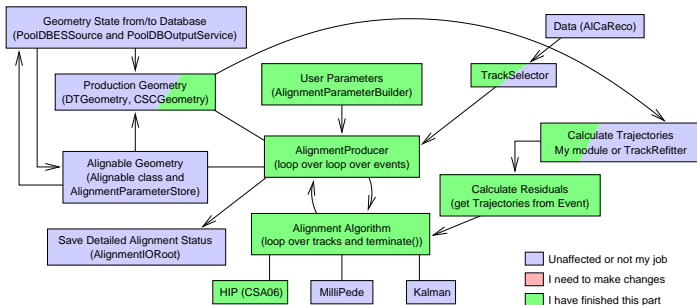 Geometry State from/to Database
(PoolDBESSource and PoolDBOutputService)
Data (AlCaReco)
Production Geometry
(DTGeometry, CSCGeometry)
User Parameters
(AlignmentParameterBuilder)
TrackSelector
Calculate Trajectories
My module or TrackRefitter
Alignable Geometry
(Alignable class and
AlignmentParameterStore)
AlignmentProducer
(loop over loop over events)
Calculate Residuals
(get Trajectories from Event)
Save Detailed Alignment Status
(AlignmentIORoot)
Alignment Algorithm
(loop over tracks and terminate())
HIP (CSA06)
MilliPede
Kalman
Unaffected or not my job
I need to make changes
I have finished this part